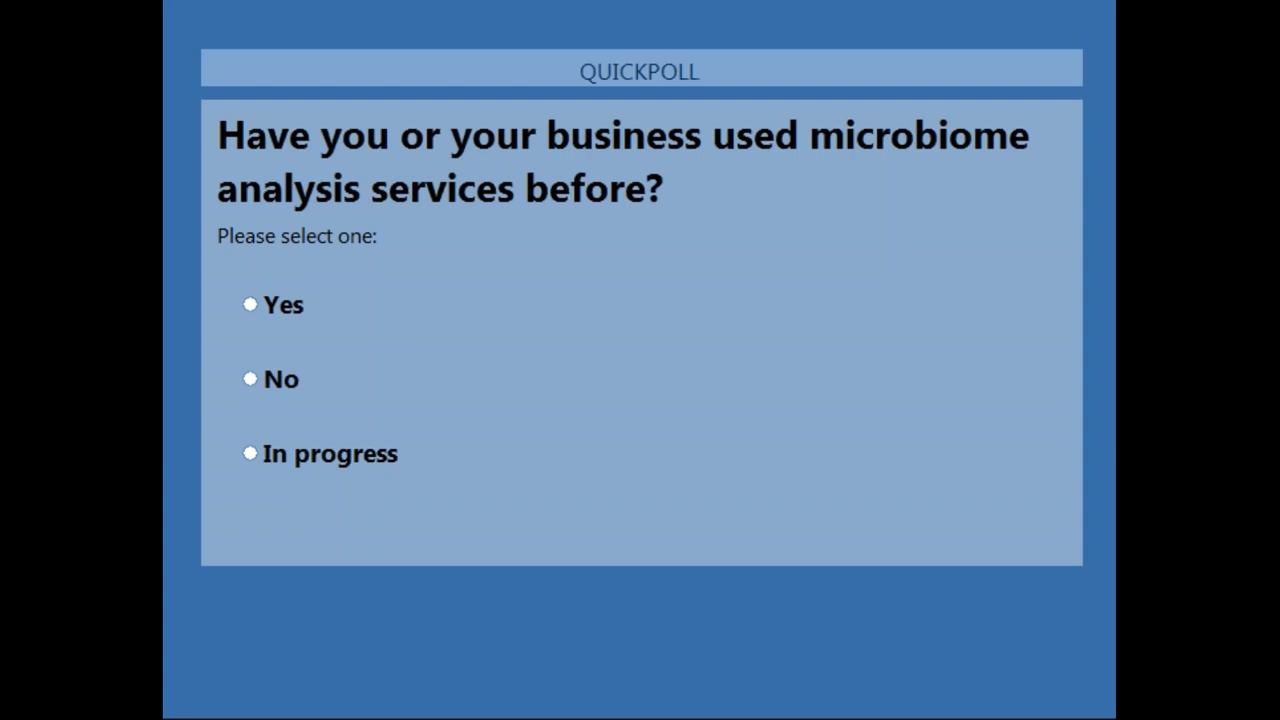 QUICKPOLL
Have you or your business used microbiome
analysis services before?
Please select one:
Yes
No
In progress